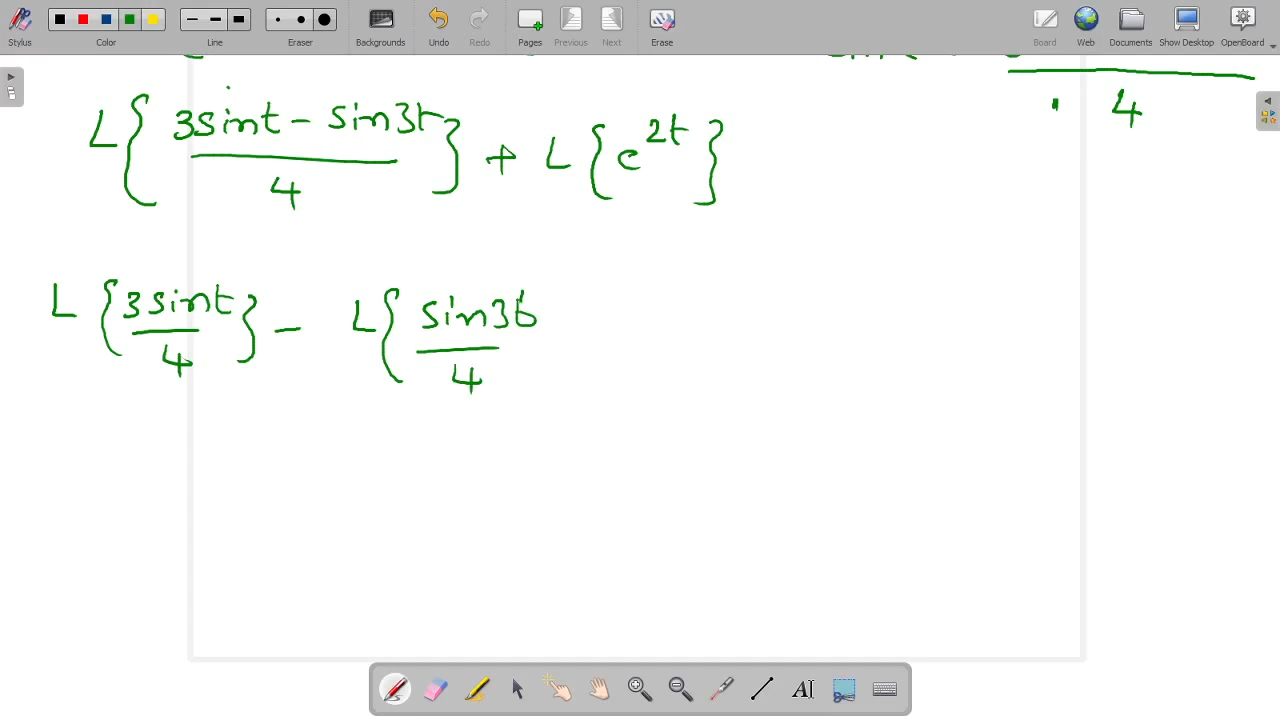 Stylus Color Line Eraser Backgrounds Undo Redo Pages Previous Next Erase Board Web Documents Show Desktop OpenBoard
4
L{ (3sint - sin3t)/4 } + L{ e^{2t} }
L{ 3sint/4 } - L{ sin3t/4